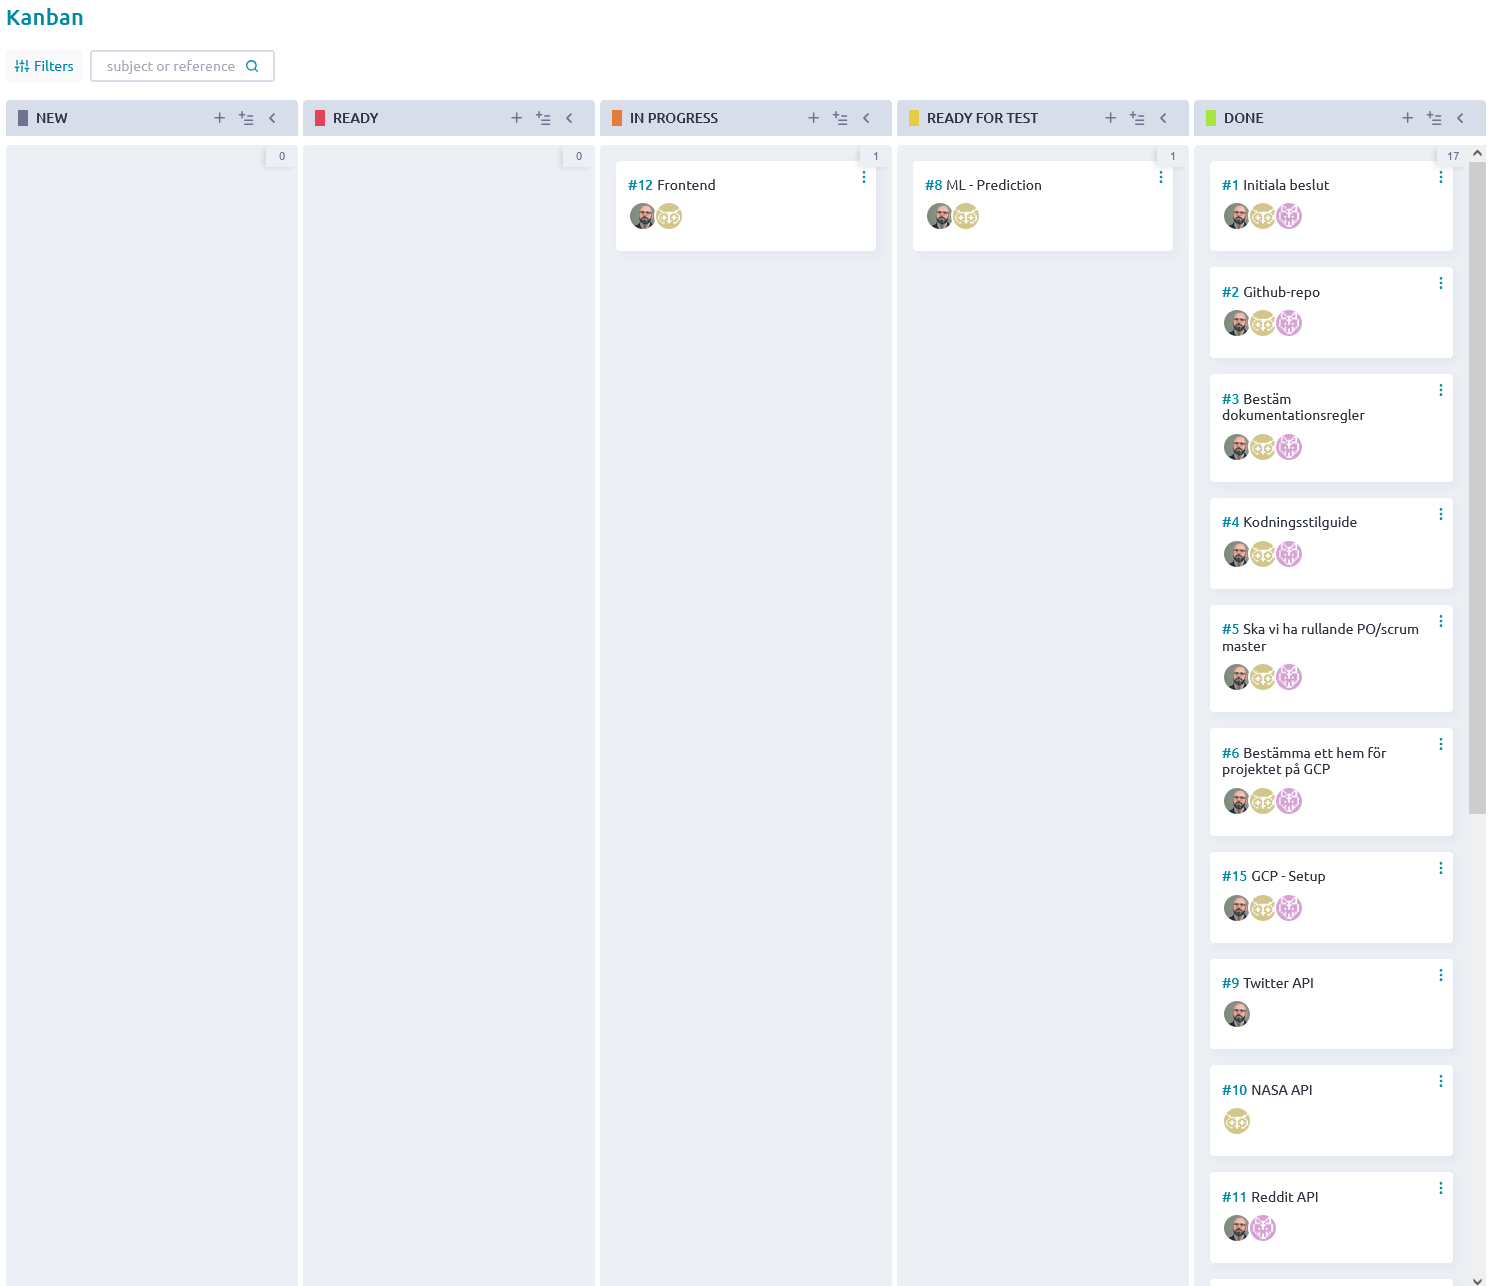 Kanban
Filters
subject or reference
NEW
READY
IN PROGRESS
READY FOR TEST
DONE
0
0
1
1
17
#12 Frontend
#8 ML - Prediction
#1 Initiala beslut
#2 Github-repo
#3 Bestäm
dokumentationsregler
#4 Kodningsstilguide
#5 Ska vi ha rullande PO/scrum
master
#6 Bestämma ett hem för
projektet på GCP
#15 GCP - Setup
#9 Twitter API
#10 NASA API
#11 Reddit API